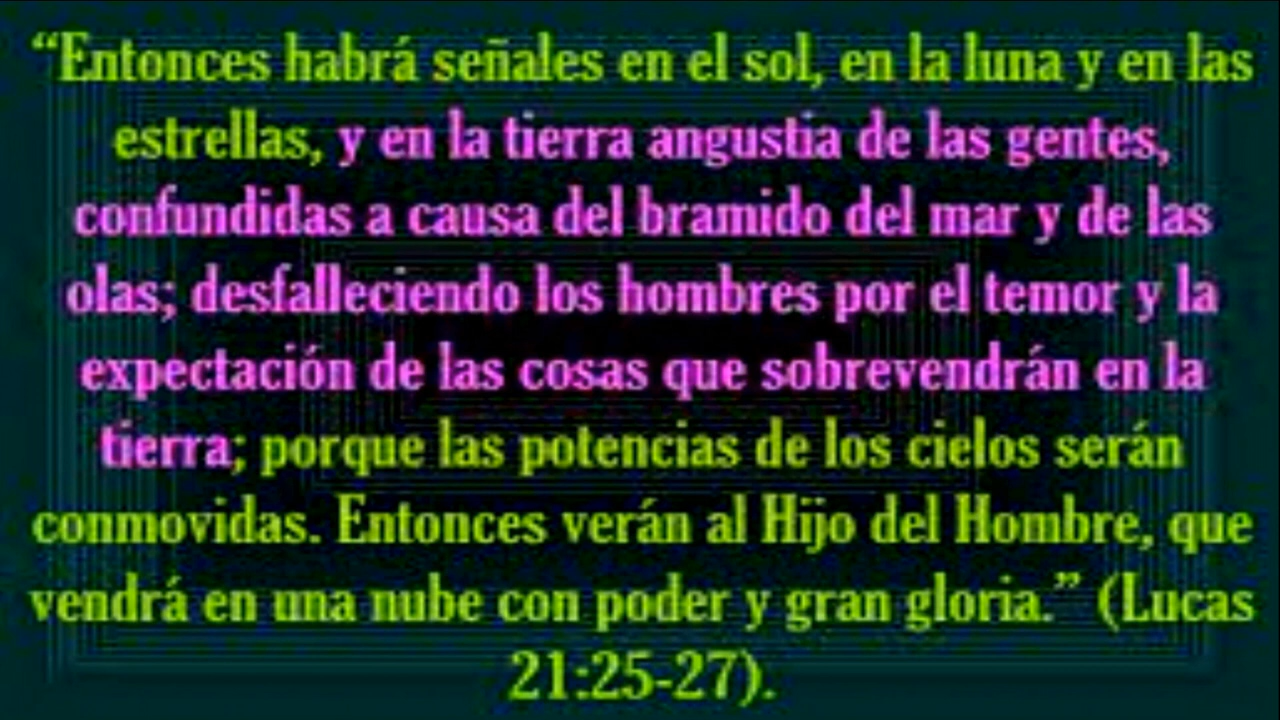 “Entonces habrá señales en el sol, en la luna y en las
estrellas, y en la tierra angustia de las gentes,
confundidas a causa del bramido del mar y de las
olas; desfalleciendo los hombres por el temor y la
expectación de las cosas que sobrevendrán en la
tierra; porque las potencias de los cielos serán
conmovidas. Entonces verán al Hijo del Hombre, que
vendrá en una nube con poder y gran gloria.” (Lucas
21:25-27).